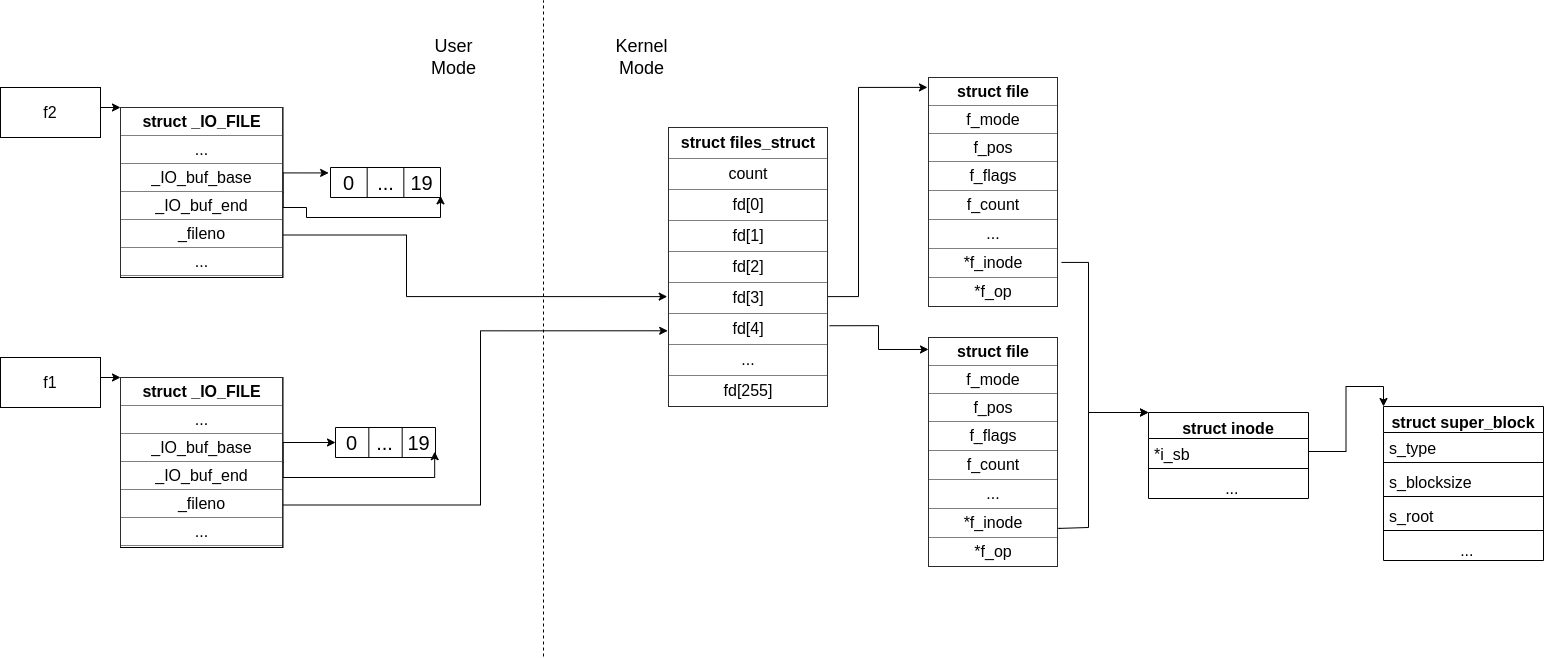 User
Mode
Kernel
Mode
f2
struct _IO_FILE
...
_IO_buf_base
_IO_buf_end
_fileno
...
0 ... 19
f1
struct _IO_FILE
...
_IO_buf_base
_IO_buf_end
_fileno
...
0 ... 19
struct files_struct
count
fd[0]
fd[1]
fd[2]
fd[3]
fd[4]
...
fd[255]
struct file
f_mode
f_pos
f_flags
f_count
...
*f_inode
*f_op
struct file
f_mode
f_pos
f_flags
f_count
...
*f_inode
*f_op
struct inode
*i_sb
...
struct super_block
s_type
s_blocksize
s_root
...